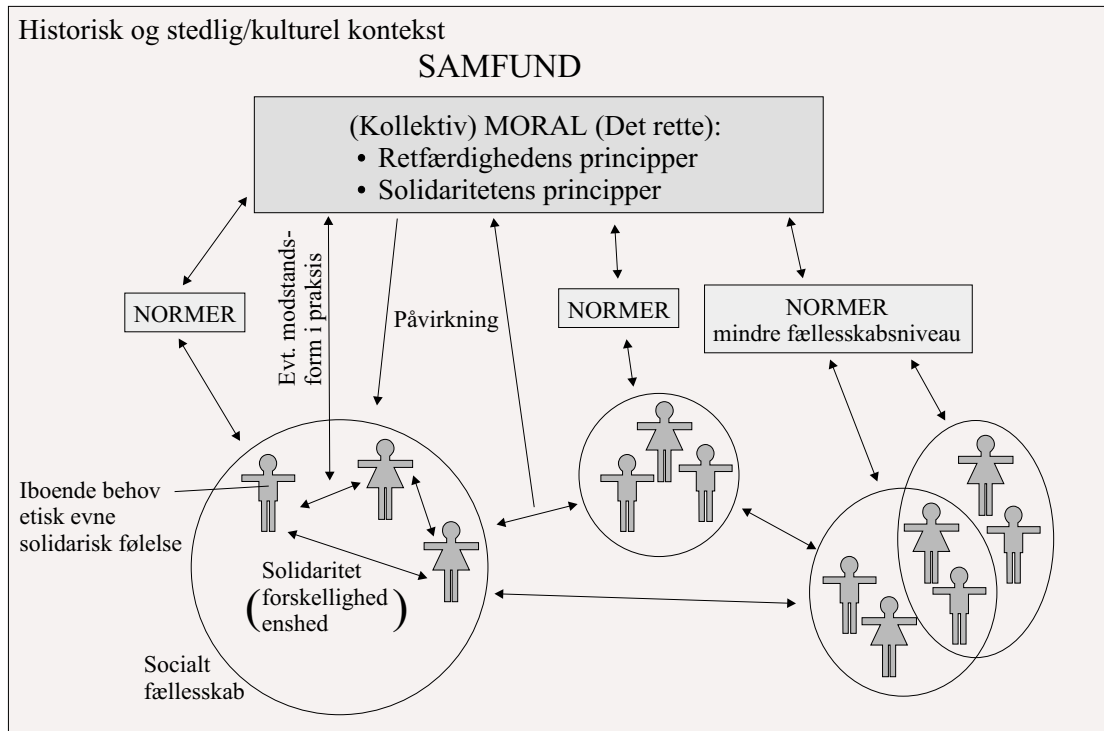 Historisk og stedlig/kulturel kontekst
SAMFUND
(Kollektiv) MORAL (Det rette):
• Retfærdighedens principper
• Solidaritetens principper
Evt. modstands-
form i praksis
Påvirkning
NORMER
NORMER
NORMER
mindre fællesskabsniveau
Iboende behov
etisk evne
solidarisk følelse
Solidaritet
(forskellighed
enshed)
Socialt
fællesskab